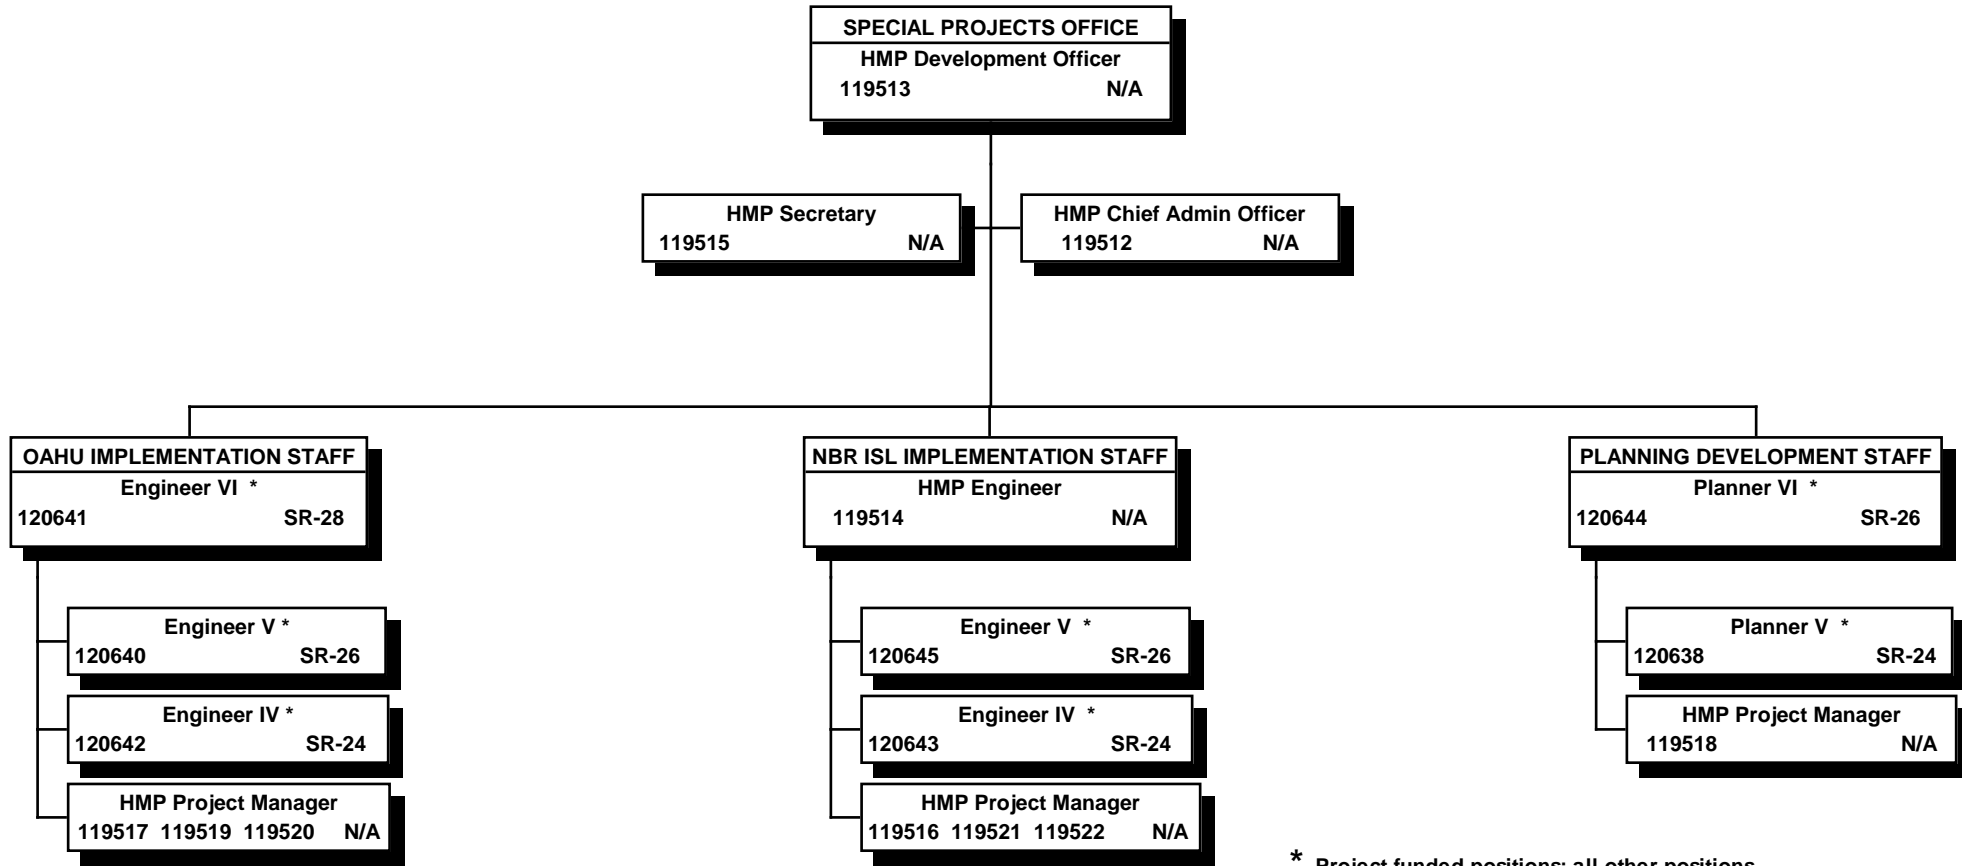 SPECIAL PROJECTS OFFICE
HMP Development Officer
119513 N/A
HMP Secretary
119515 N/A
HMP Chief Admin Officer
119512 N/A
OAHU IMPLEMENTATION STAFF
Engineer VI *
120641 SR-28
Engineer V *
120640 SR-26
Engineer IV *
120642 SR-24
HMP Project Manager
119517 119519 119520 N/A
NBR ISL IMPLEMENTATION STAFF
HMP Engineer
119514 N/A
Engineer V *
120645 SR-26
Engineer IV *
120643 SR-24
HMP Project Manager
119516 119521 119522 N/A
PLANNING DEVELOPMENT STAFF
Planner VI *
120644 SR-26
Planner V *
120638 SR-24
HMP Project Manager
119518 N/A
* Project funded positions; all other positions